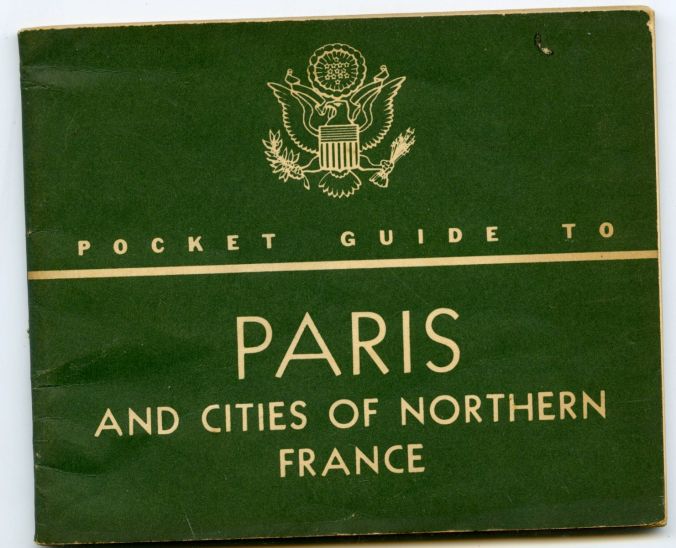 POCKET GUIDE TO
PARIS
AND CITIES OF NORTHERN
FRANCE